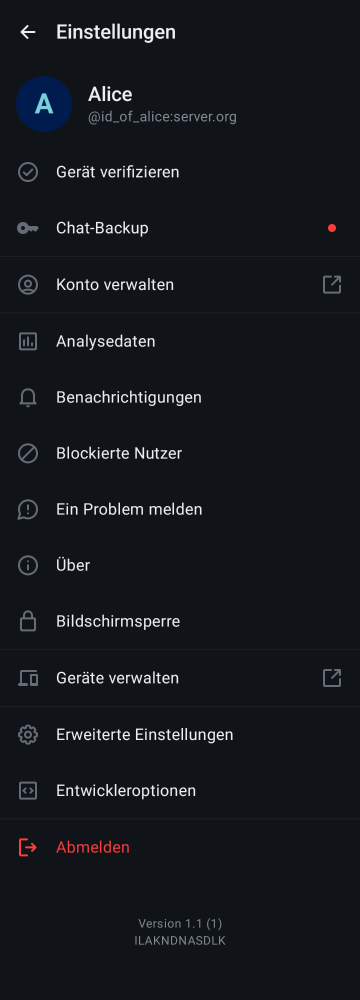 Einstellungen
A
Alice
@id_of_alice:server.org
Gerät verifizieren
Chat-Backup
Konto verwalten
Analysedaten
Benachrichtigungen
Blockierte Nutzer
Ein Problem melden
Über
Bildschirmsperre
Geräte verwalten
Erweiterte Einstellungen
Entwickleroptionen
Abmelden
Version 1.1 (1)
ILAKNDNASDLK